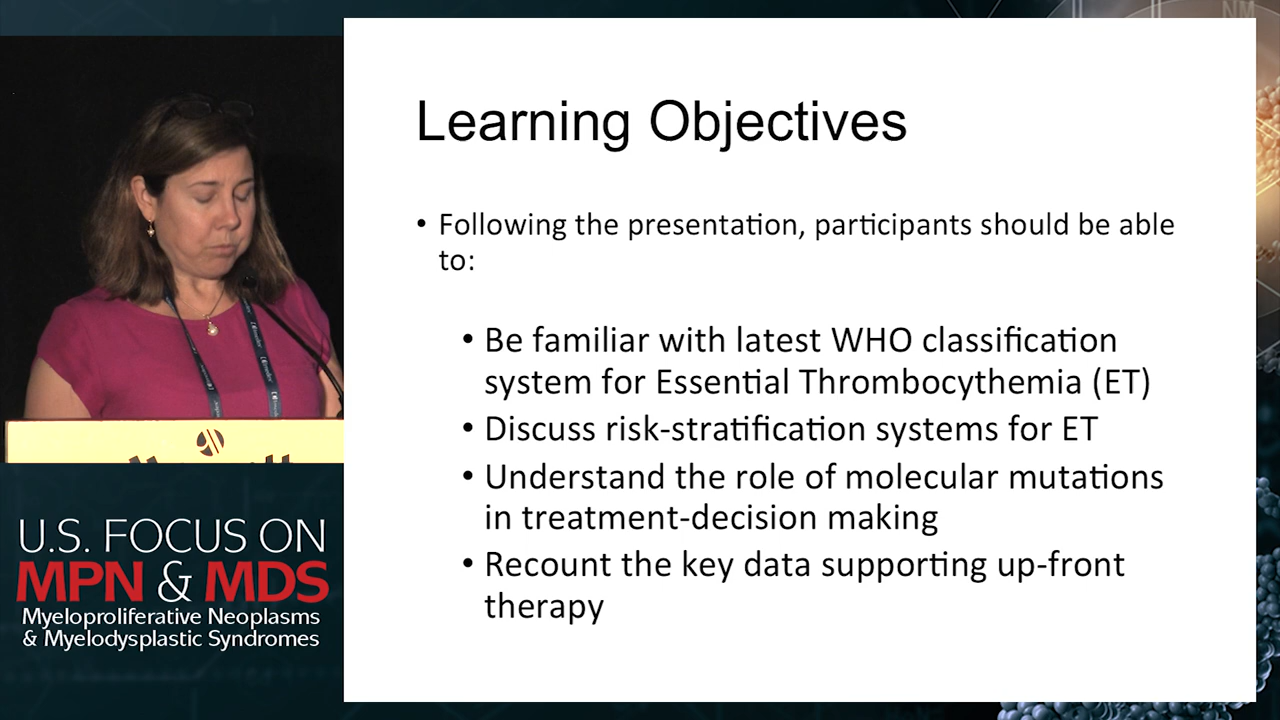 Learning Objectives
• Following the presentation, participants should be able
to:
• Be familiar with latest WHO classification
system for Essential Thrombocythemia (ET)
• Discuss risk-stratification systems for ET
• Understand the role of molecular mutations
in treatment-decision making
• Recount the key data supporting up-front
therapy
U.S. FOCUS ON
MPN & MDS
Myeloproliferative Neoplasms
& Myelodysplastic Syndromes
NM